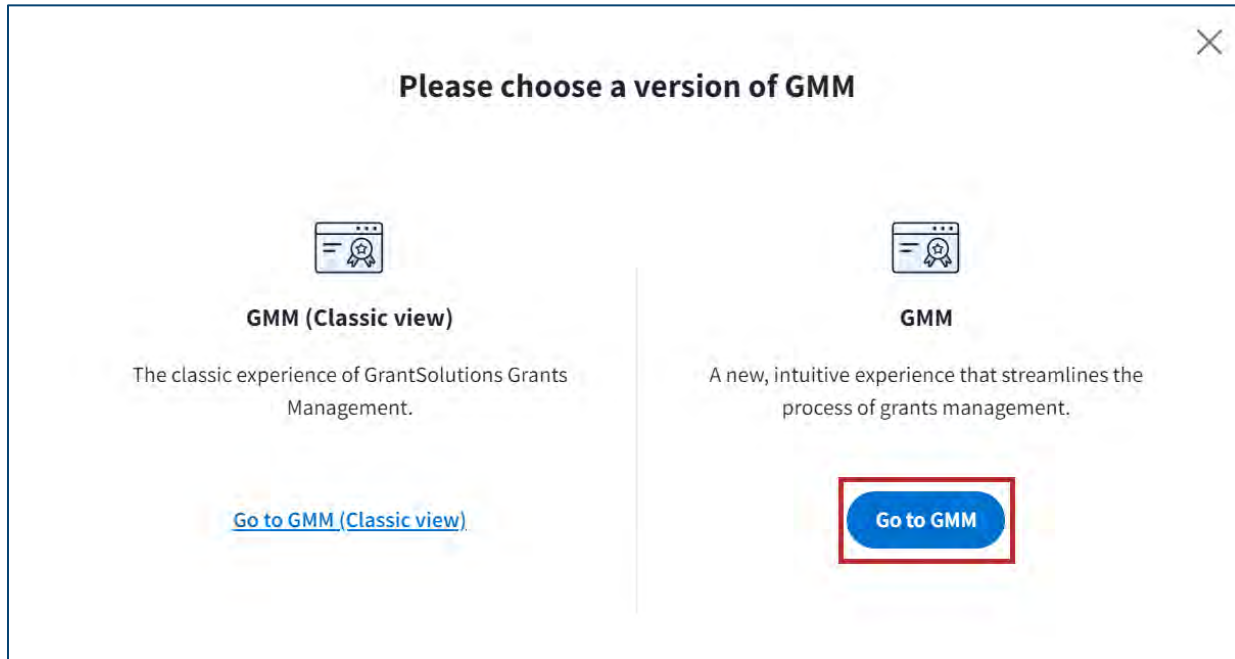 Please choose a version of GMM
GMM (Classic view)
The classic experience of GrantSolutions Grants
Management.
Go to GMM (Classic view)
GMM
A new, intuitive experience that streamlines the
process of grants management.
Go to GMM